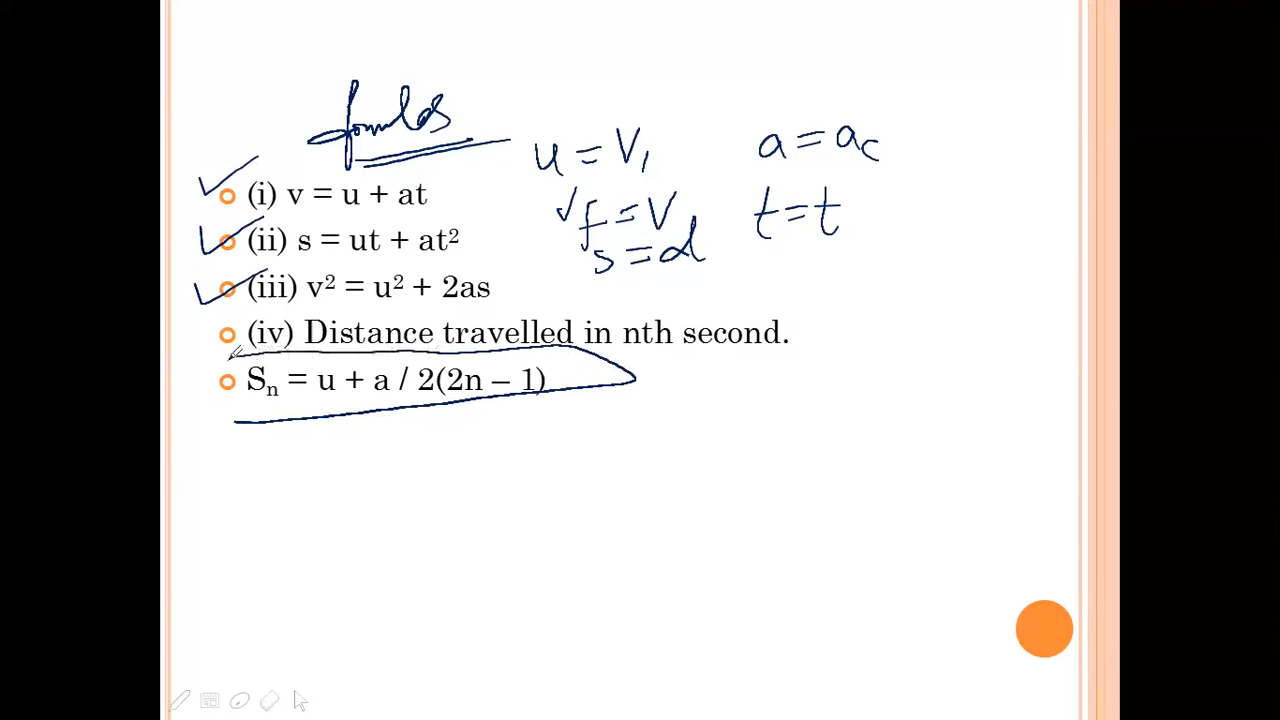 formulas
u = V1
a = ac
(i) v = u + at
f = V
t = t
(ii) s = ut + at²
s = d
(iii) v² = u² + 2as
(iv) Distance travelled in nth second.
Sn = u + a / 2(2n – 1)